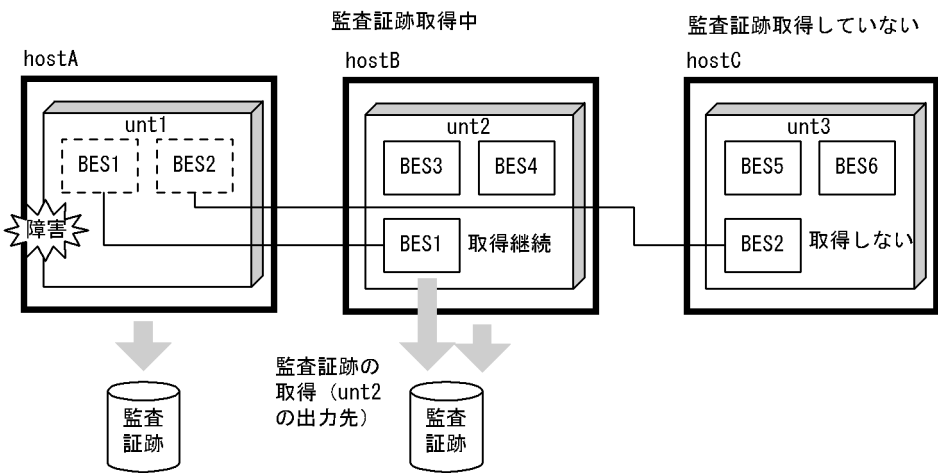 監査証跡取得中
監査証跡取得していない
hostA
hostB
hostC
unt1
unt2
unt3
BES1
BES2
BES3
BES4
BES5
BES6
障害
BES1
取得継続
BES2
取得しない
監査証跡の
取得（unt2
の出力先）
監査
証跡
監査
証跡